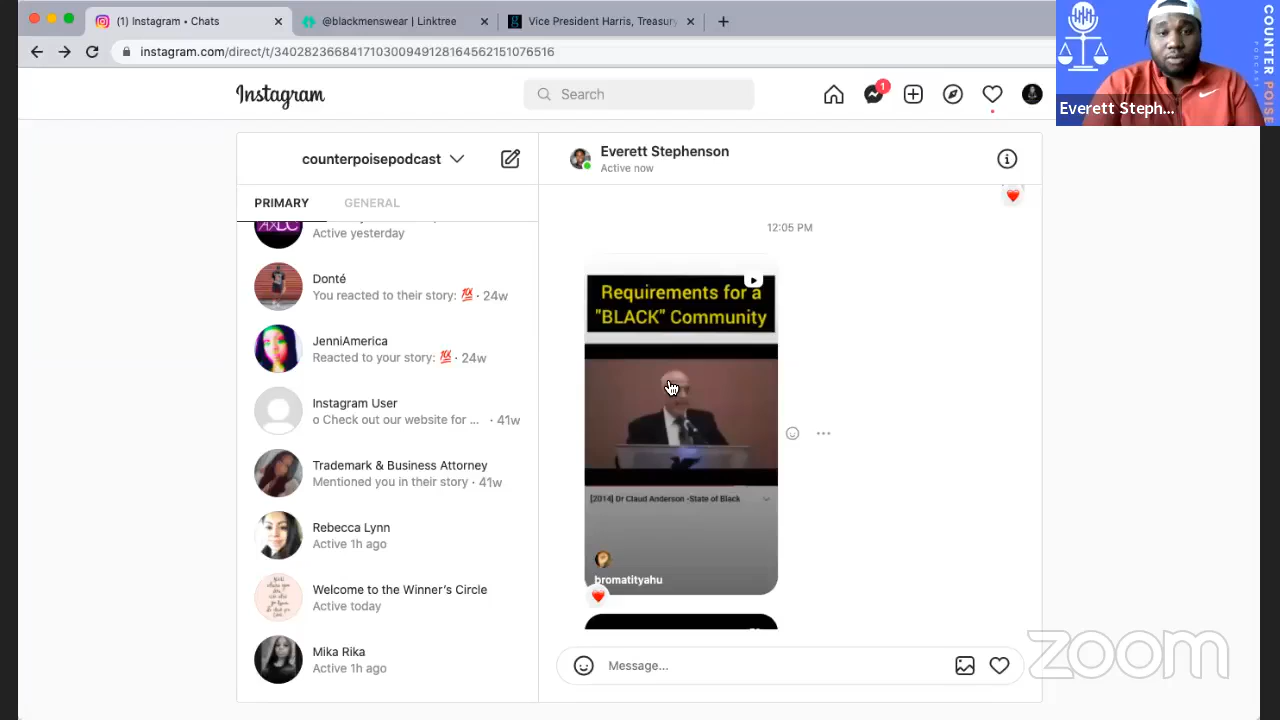 (1) Instagram • Chats
@blackmenswear | Linktree
Vice President Harris, Treasury
instagram.com/direct/t/340282366841710300949128164562151076516
COUNTER POISE
PODCAST
Everett Steph...
Instagram
Search
1
counterpoisepodcast
Everett Stephenson
Active now
PRIMARY
GENERAL
Active yesterday
Donté
You reacted to their story: 💯 · 24w
JenniAmerica
Reacted to your story: 💯 · 24w
Instagram User
o Check out our website for ... · 41w
Trademark & Business Attorney
Mentioned you in their story · 41w
Rebecca Lynn
Active 1h ago
Welcome to the Winner's Circle
Active today
Mika Rika
Active 1h ago
12:05 PM
Requirements for a
"BLACK" Community
[2014] Dr Claud Anderson -State of Black
bromatityahu
Message...
zoom